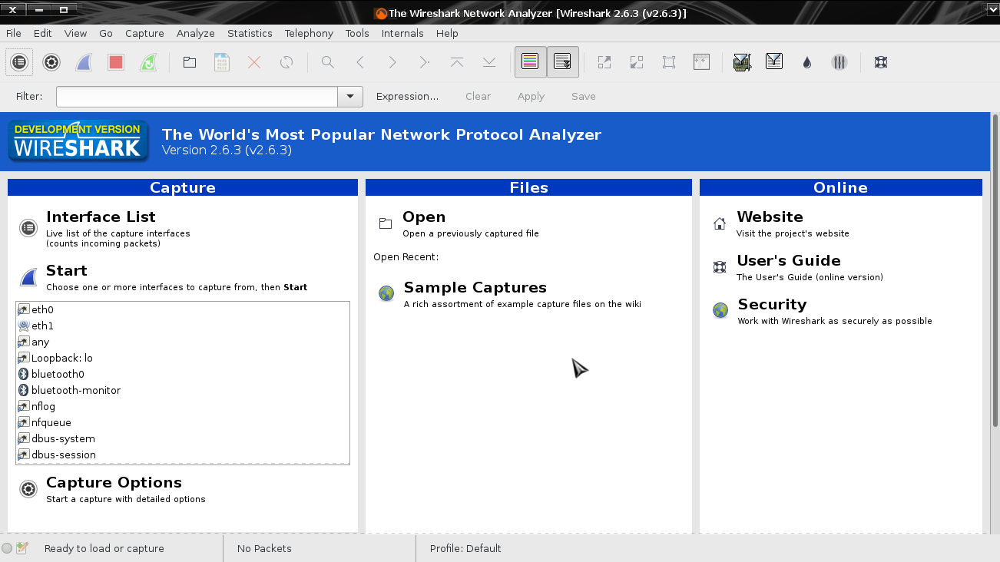 The Wireshark Network Analyzer [Wireshark 2.6.3 (v2.6.3)]
File Edit View Go Capture Analyze Statistics Telephony Tools Internals Help
Filter: Expression... Clear Apply Save
DEVELOPMENT VERSION
WIRESHARK
The World's Most Popular Network Protocol Analyzer
Version 2.6.3 (v2.6.3)
Capture
Interface List
Live list of the capture interfaces
(counts incoming packets)
Start
Choose one or more interfaces to capture from, then Start
eth0
eth1
any
Loopback: lo
bluetooth0
bluetooth-monitor
nflog
nfqueue
dbus-system
dbus-session
Capture Options
Start a capture with detailed options
Files
Open
Open a previously captured file
Open Recent:
Sample Captures
A rich assortment of example capture files on the wiki
Online
Website
Visit the project's website
User's Guide
The User's Guide (online version)
Security
Work with Wireshark as securely as possible
Ready to load or capture
No Packets
Profile: Default